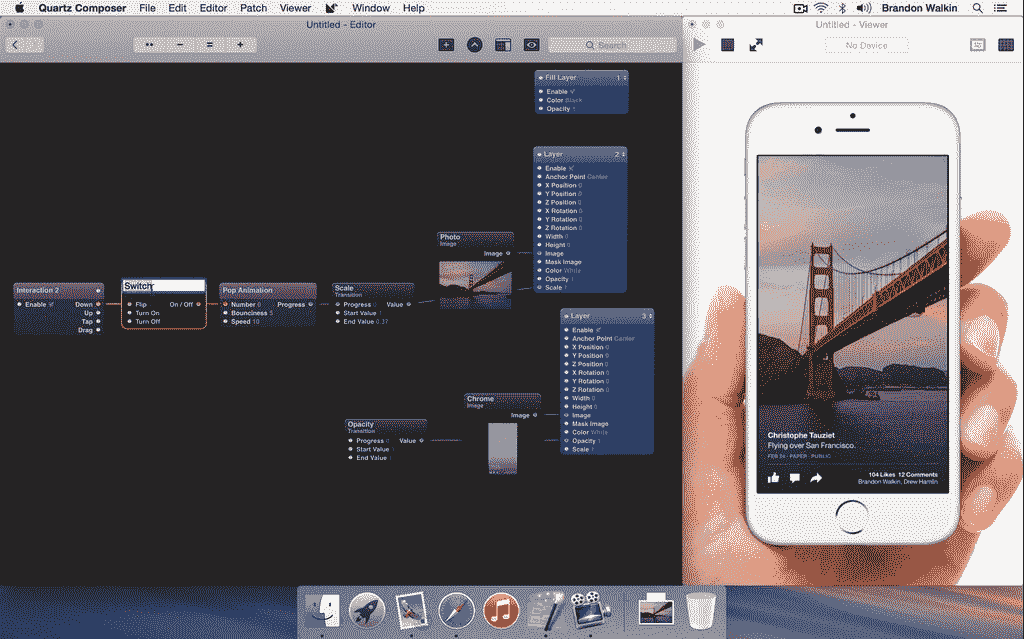 Quartz Composer File Edit Editor Patch Viewer Window Help Brandon Walkin
Untitled - Editor
Search
Untitled - Viewer
No Device
Fill Layer 1
Enable
Color Black
Opacity 1
Layer 2
Enable
Anchor Point Center
X Position 0
Y Position 0
Z Position 0
X Rotation 0
Y Rotation 0
Z Rotation 0
Width 0
Height 0
Image
Mask Image
Color White
Opacity 1
Scale 1
Photo
Image
Image
Interaction 2
Enable Down
Up
Tap
Drag
Switch
Flip On / Off
Turn On
Turn Off
Pop Animation
Number 0 Progress
Bounciness 5
Speed 10
Scale
Transition
Progress 0 Value
Start Value 1
End Value 0.37
Layer 3
Enable
Anchor Point Center
X Position 0
Y Position 0
Z Position 0
X Rotation 0
Y Rotation 0
Z Rotation 0
Width 0
Height 0
Image
Mask Image
Color White
Opacity 1
Scale 1
Chrome
Image
Image
Opacity
Transition
Progress 0 Value
Start Value 1
End Value
Christophe Tauziet
Flying over San Francisco.
FEB 26 · PAPER · PUBLIC
104 Likes 12 Comments
Brandon Walkin, Drew Hamlin